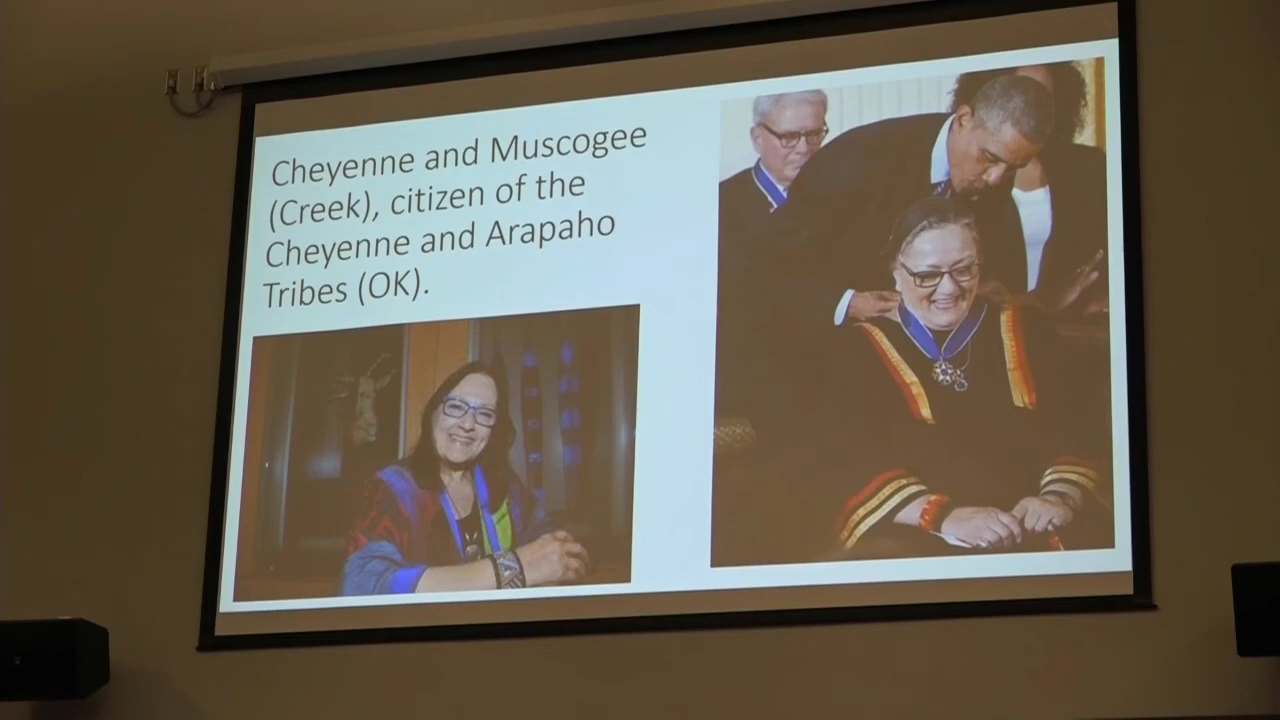 Cheyenne and Muscogee
(Creek), citizen of the
Cheyenne and Arapaho
Tribes (OK).